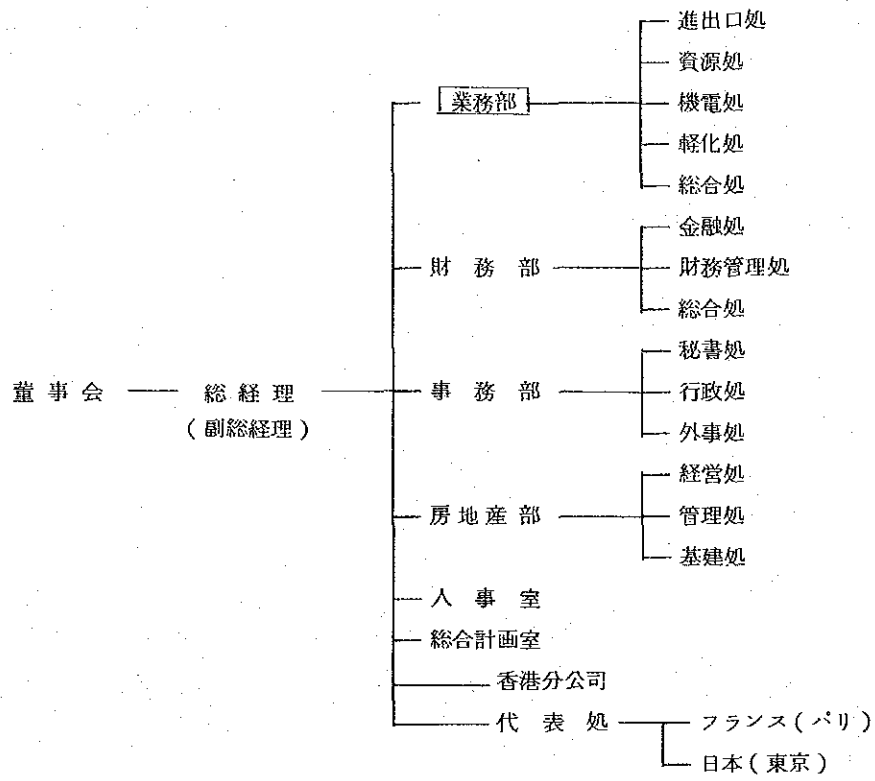 進出口処
資源処
業務部
機電処
軽化処
総合処
金融処
財務部
財務管理処
総合処
秘書処
董事会
総経理
事務部
行政処
(副総経理)
外事処
経営処
房地産部
管理処
基建処
人事室
総合計画室
香港分公司
代表処
フランス(パリ)
日本(東京)